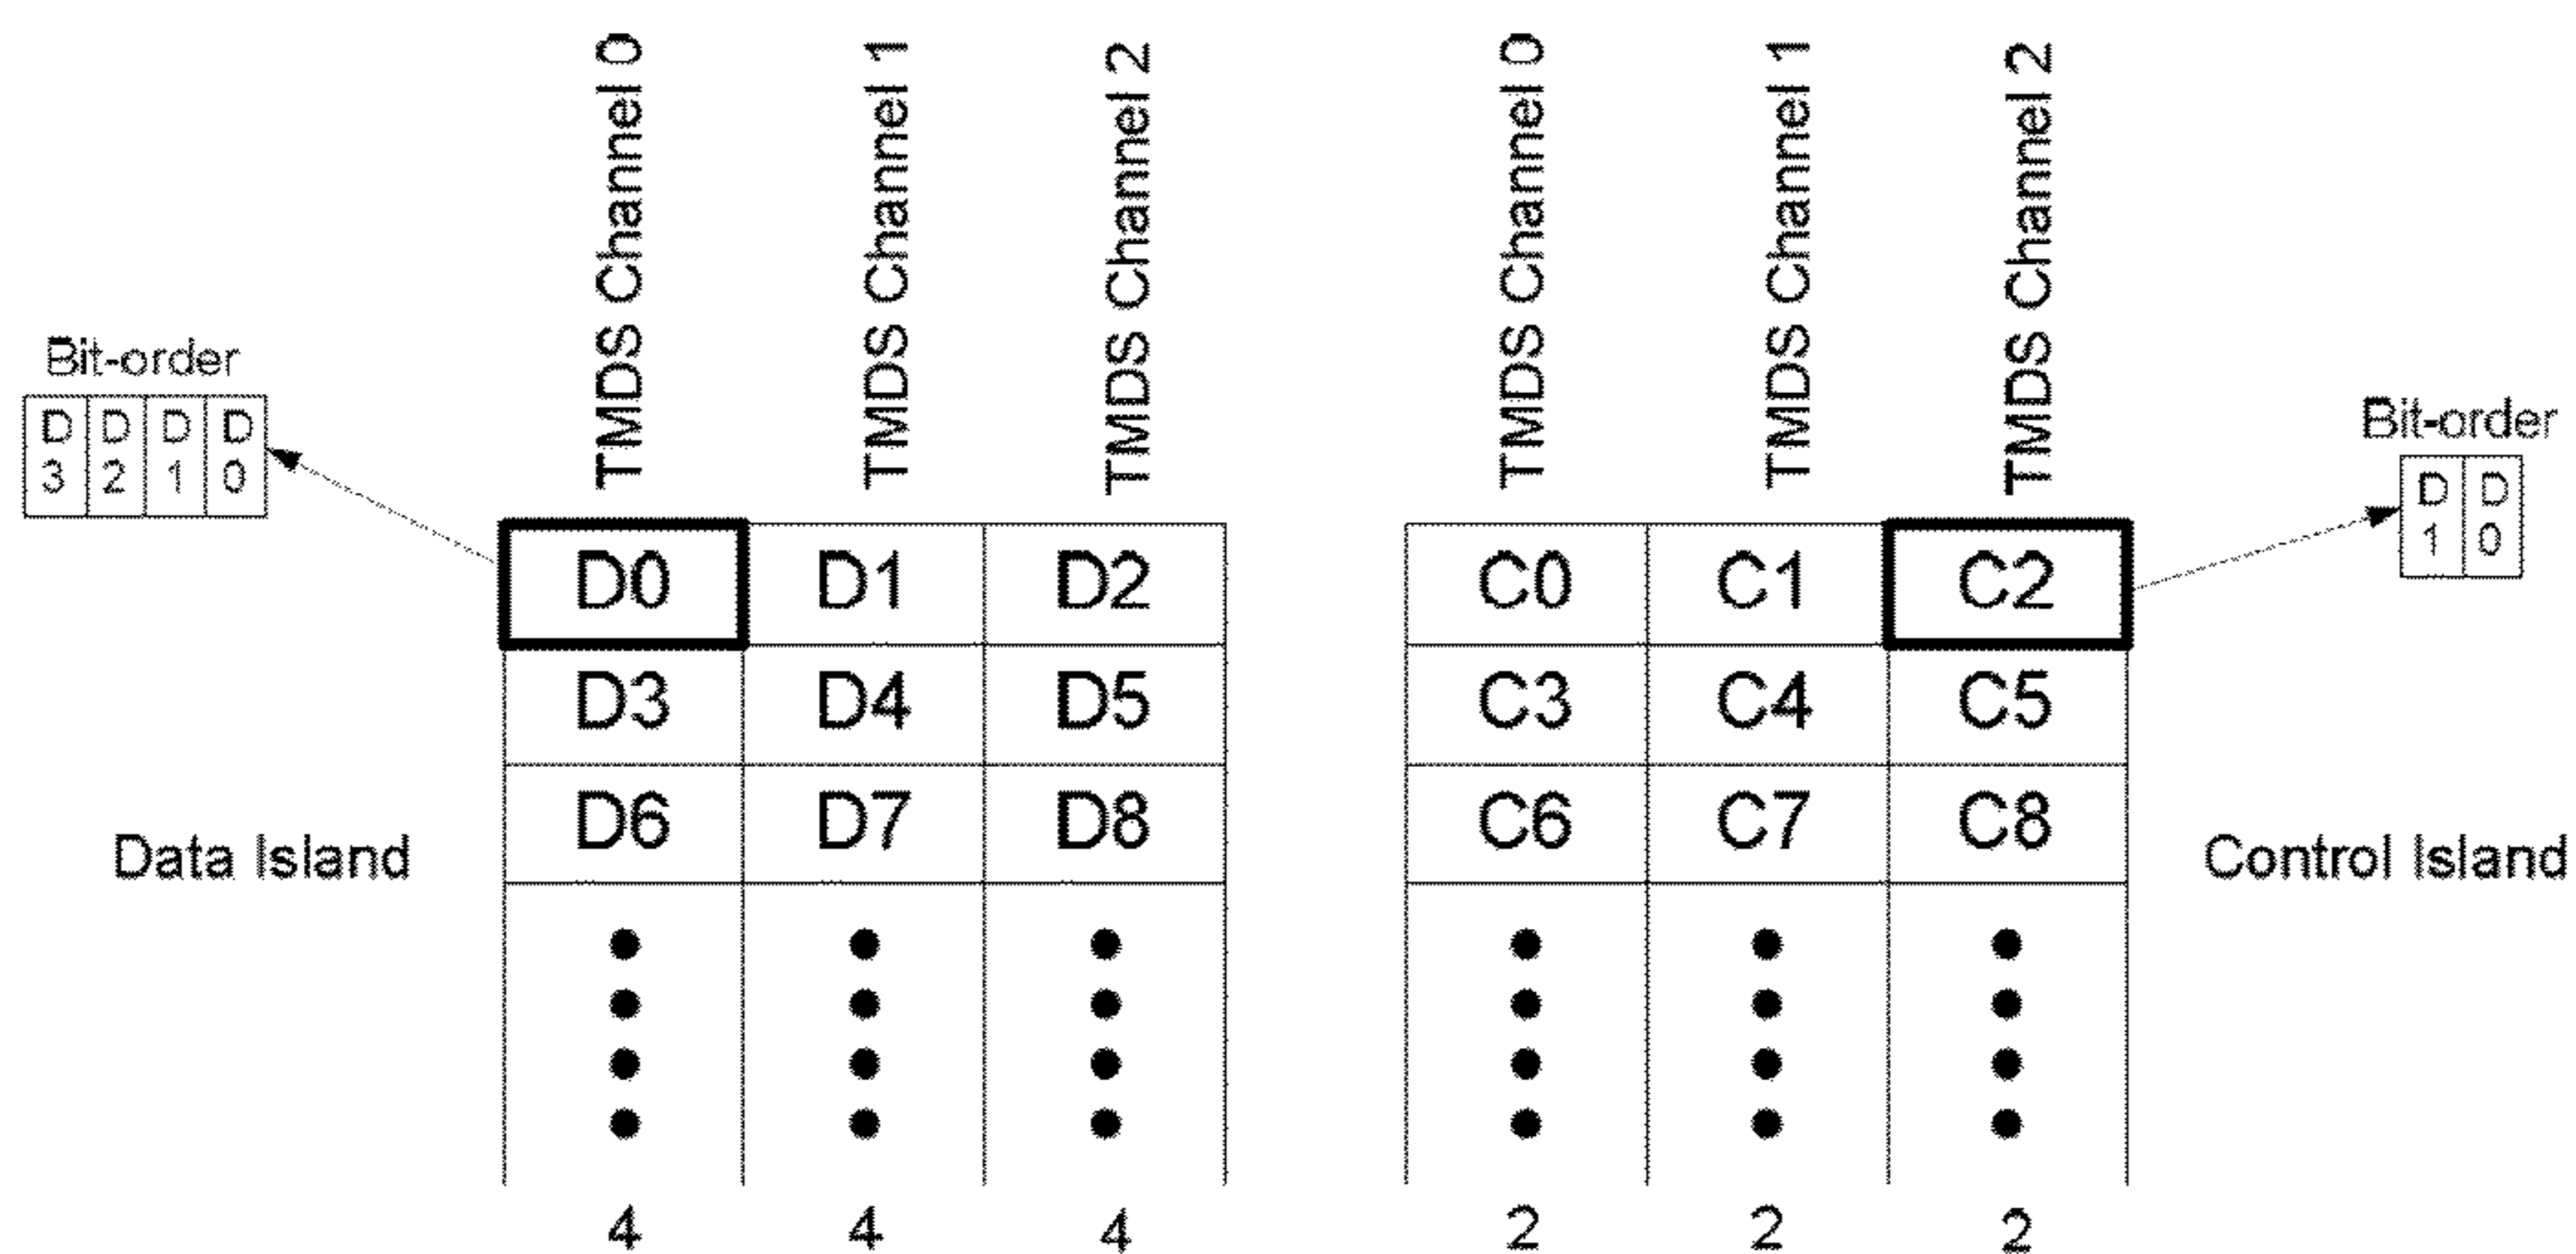 TMDS Channel 0 TMDS Channel 1 TMDS Channel 2 TMDS Channel 0 TMDS Channel 1 TMDS Channel 2
Bit-order
D D D D
3 2 1 0
Bit-order
D D
1 0
D0 D1 D2 C0 C1 C2
D3 D4 D5 C3 C4 C5
D6 D7 D8 C6 C7 C8
Data Island
Control Island
4 4 4 2 2 2